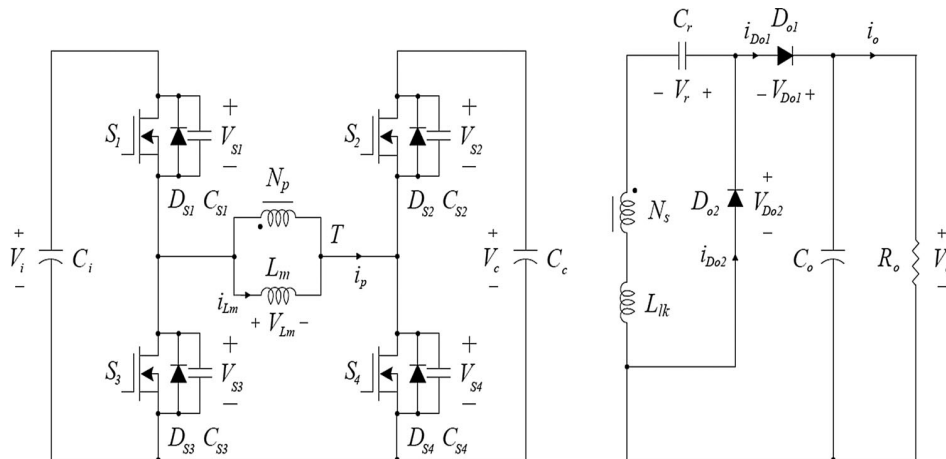 C_r i_Do1 D_o1 i_o
− V_r + − V_Do1 +
S_1 + V_S1 −
S_2 + V_S2 −
D_S1 C_S1 N_p D_S2 C_S2
D_o2 + V_Do2 −
N_s
T
+ V_i − C_i
L_m
i_p
+ V_c − C_c
i_Do2
C_o R_o +
−
i_Lm
+ V_Lm −
L_lk
S_3 + V_S3 −
S_4 + V_S4 −
D_S3 C_S3 D_S4 C_S4